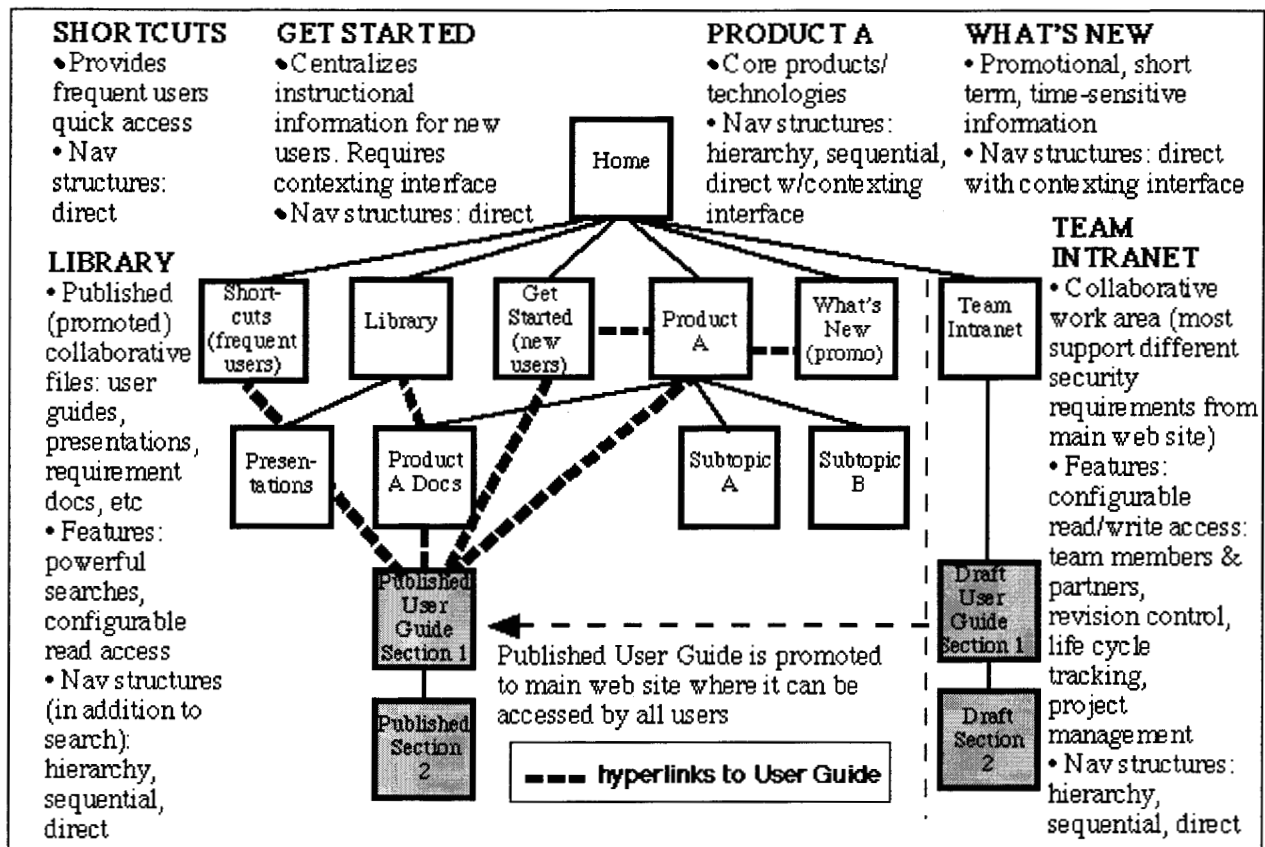 SHORTCUTS
• Provides
frequent users
quick access
• Nav
structures:
direct
GET STARTED
• Centralizes
instructional
information for new
users. Requires
contexting interface
• Nav structures: direct
PRODUCT A
• Core products/
technologies
• Nav structures:
hierarchy, sequential,
direct w/contexting
interface
WHAT'S NEW
• Promotional, short
term, time-sensitive
information
• Nav structures: direct
with contexting interface
Home
LIBRARY
• Published
(promoted)
collaborative
files: user
guides,
presentations,
requirement
docs, etc
• Features:
powerful
searches,
configurable
read access
• Nav structures
(in addition to
search):
hierarchy,
sequential,
direct
Short-
cuts
(frequent
users)
Library
Get
Started
(new
users)
Product
A
What's
New
(promo)
Team
Intranet
TEAM
INTRANET
• Collaborative
work area (most
support different
security
requirements from
main web site)
• Features:
configurable
read/write access:
team members &
partners,
revision control,
life cycle
tracking,
project
management
• Nav structures:
hierarchy,
sequential, direct
Presen-
tations
Product
A Docs
Subtopic
A
Subtopic
B
Published
User
Guide
Section 1
Draft
User
Guide
Section 1
Published User Guide is promoted
to main web site where it can be
accessed by all users
Published
Section
2
Draft
Section
2
hyperlinks to User Guide